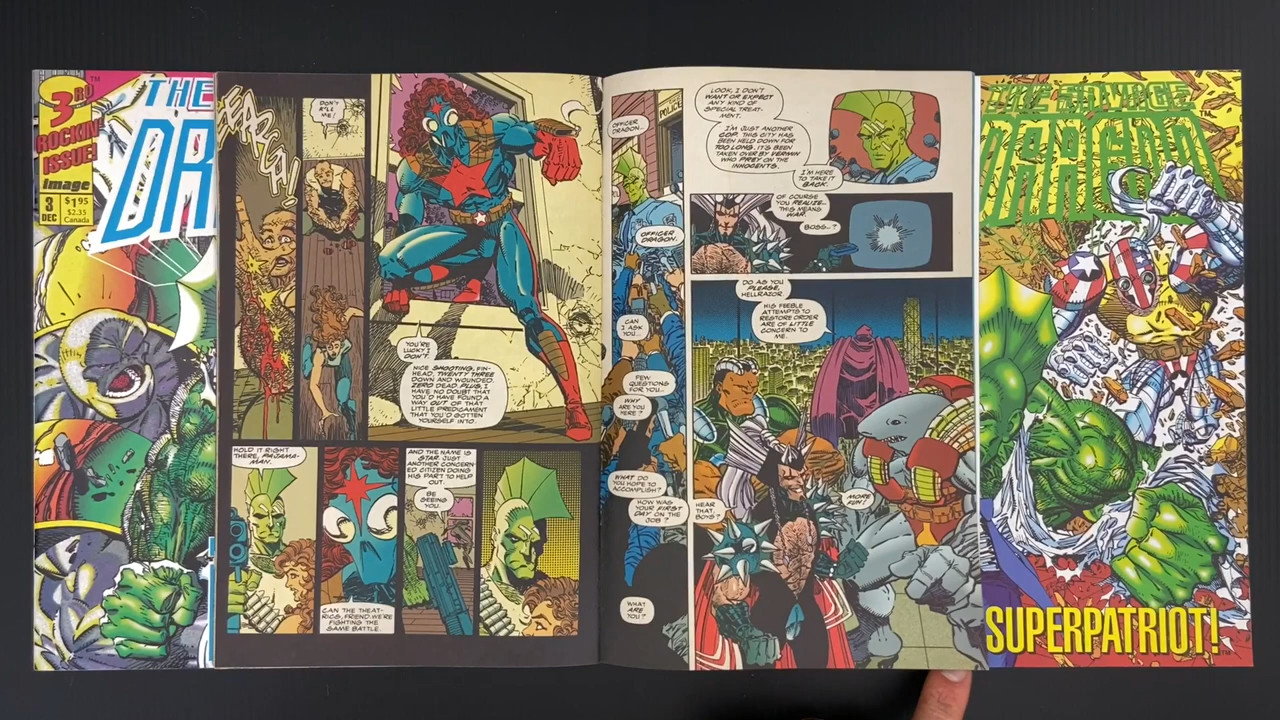 3RD
ROCKIN'
ISSUE!
image
3
DEC
$1.95
$2.35
Canada
THE
EEARGGH!
DON'T
KILL
ME!
YOU'RE
LUCKY I
DON'T.
NICE SHOOTING, FIN-
HEAD. TWENTY THREE
DOWN AND WOUNDED.
ZERO DEAD. PLUS, I
HAVE NO DOUBT THAT
YOU'D HAVE FOUND A
WAY OUT OF THAT
LITTLE PREDICAMENT
THAT YOU'D GOTTEN
YOURSELF INTO.
HOLD IT RIGHT
THERE, PAJAMA-
MAN.
CAN THE THEAT-
RICS, FRIEND. WE'RE
FIGHTING THE
SAME BATTLE.
AND THE NAME IS
STAR. JUST
ANOTHER CONCERN-
ED CITIZEN DOING
HIS PART TO HELP
OUT.
BE
SEEING
YOU.
POLICE
OFFICER
DRAGON...
OFFICER
DRAGON.
CAN
I ASK
YOU...
FEW
QUESTIONS
FOR YOU...
WHY
ARE YOU
HERE?
WHAT DO
YOU HOPE TO
ACCOMPLISH?
HOW WAS
YOUR FIRST
DAY ON THE
JOB?
WHAT
ARE
YOU?
LOOK, I DON'T
WANT OR EXPECT
ANY KIND OF
SPECIAL TREAT-
MENT.
I'M JUST ANOTHER
COP. THIS CITY HAS
BEEN HELD DOWN FOR
TOO LONG. IT'S BEEN
TAKEN OVER BY VERMIN
WHO PREY ON THE
INNOCENTS.
I'M HERE
TO TAKE IT
BACK.
OF COURSE
YOU REALIZE...
THIS MEANS
WAR.
BOSS..?
DO AS YOU
PLEASE,
HELLRAZOR.
HIS FEEBLE
ATTEMPTS TO
RESTORE ORDER
ARE OF LITTLE
CONCERN TO
ME.
HEAR
THAT,
BOYS?
MORE
FUN!
THE SAVAGE
DRAGON
SUPERPATRIOT!